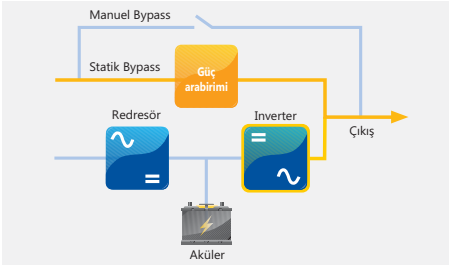 Manuel Bypass
Statik Bypass
Güç
arabirimi
Redresör
Inverter
Çıkış
Aküler